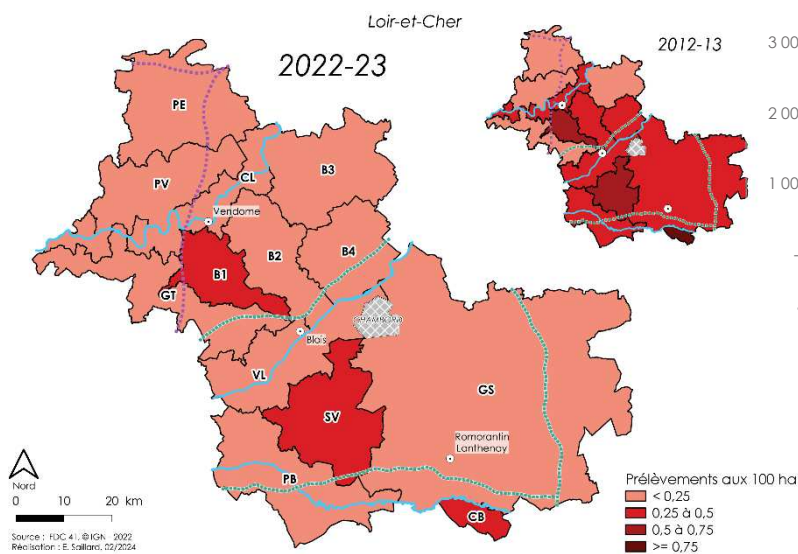 Loir-et-Cher
2022-23
2012-13
3 00
2 00
1 00
PE
PV
CL
B3
Vendome
B1
B2
B4
GT
CHAMBORD
Blois
VL
GS
SV
Romorantin
Lanthenay
PB
CB
Nord
0 10 20 km
Source : FDC 41, ©IGN 2022
Réalisation : E. Saillard, 02/2024
Prélèvements aux 100 ha
< 0,25
0,25 à 0,5
0,5 à 0,75
>= 0,75